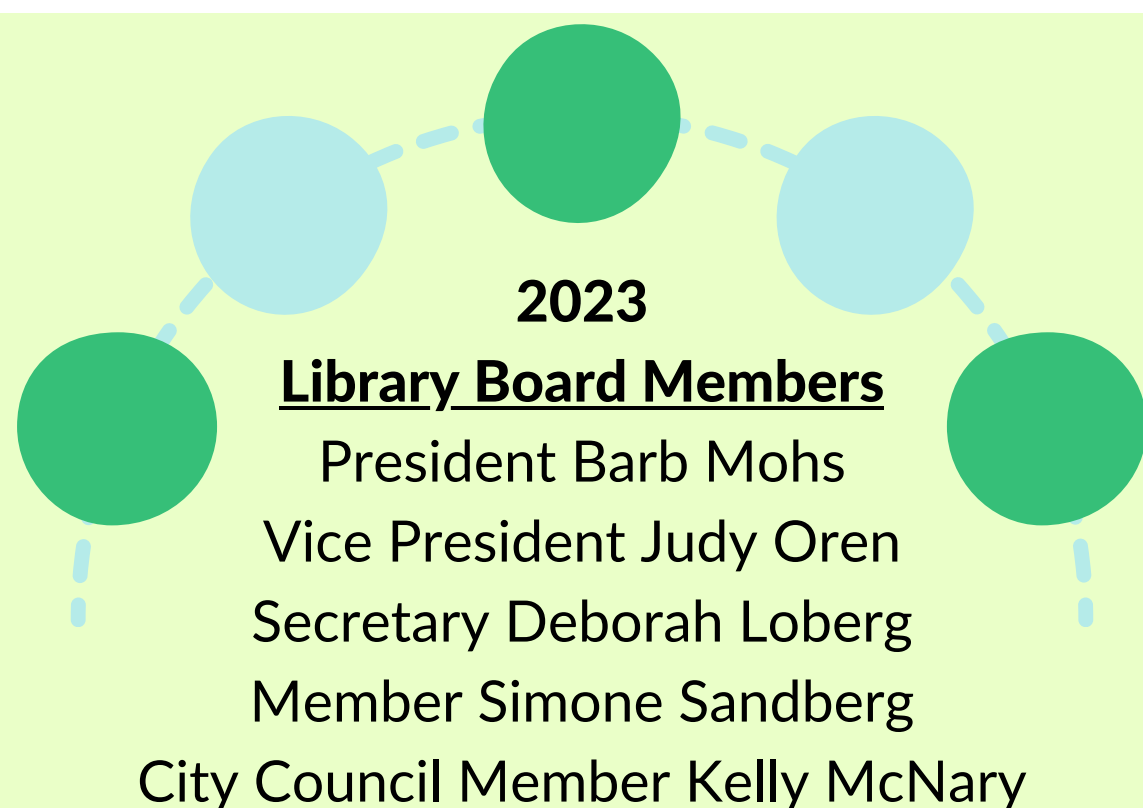 2023
Library Board Members
President Barb Mohs
Vice President Judy Oren
Secretary Deborah Loberg
Member Simone Sandberg
City Council Member Kelly McNary